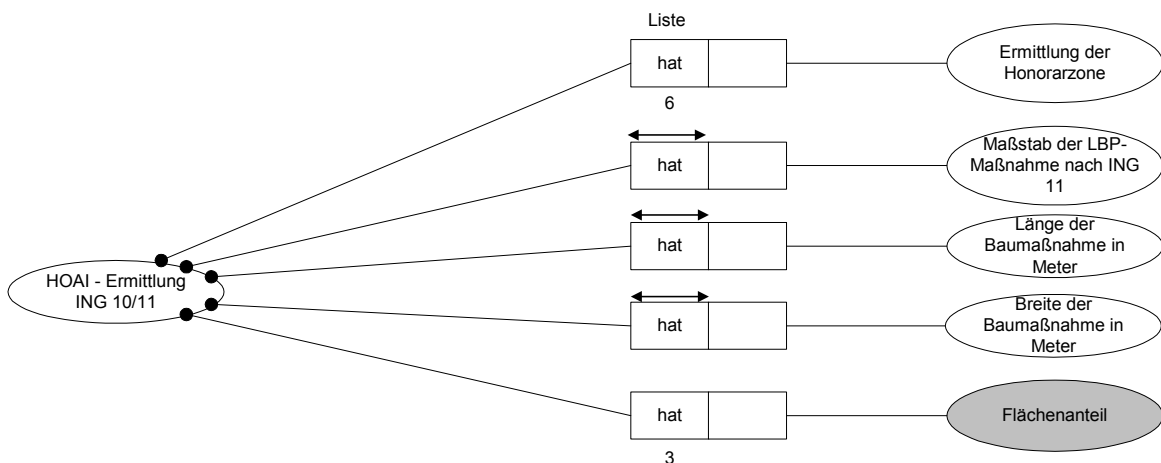 Liste
hat
Ermittlung der
Honorarzone
6
hat
Maßstab der LBP-
Maßnahme nach ING
11
hat
Länge der
Baumaßnahme in
Meter
HOAI - Ermittlung
ING 10/11
hat
Breite der
Baumaßnahme in
Meter
hat
Flächenanteil
3